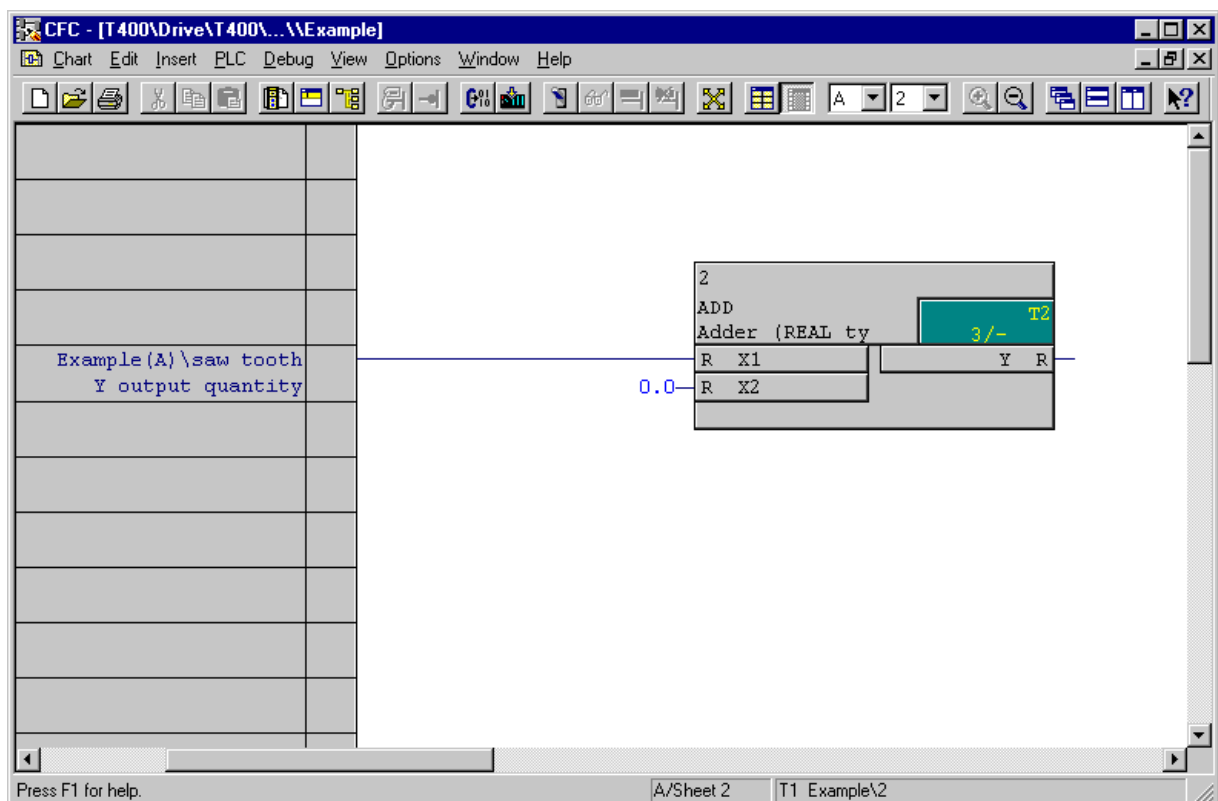 CFC - [T400\Drive\T400\...\\Example]
Chart Edit Insert PLC Debug View Options Window Help
A 2
2
ADD
T2
Adder (REAL ty
3/-
Example(A)\saw tooth
R X1
Y R
Y output quantity
0.0
R X2
Press F1 for help.
A/Sheet 2
T1 Example\2